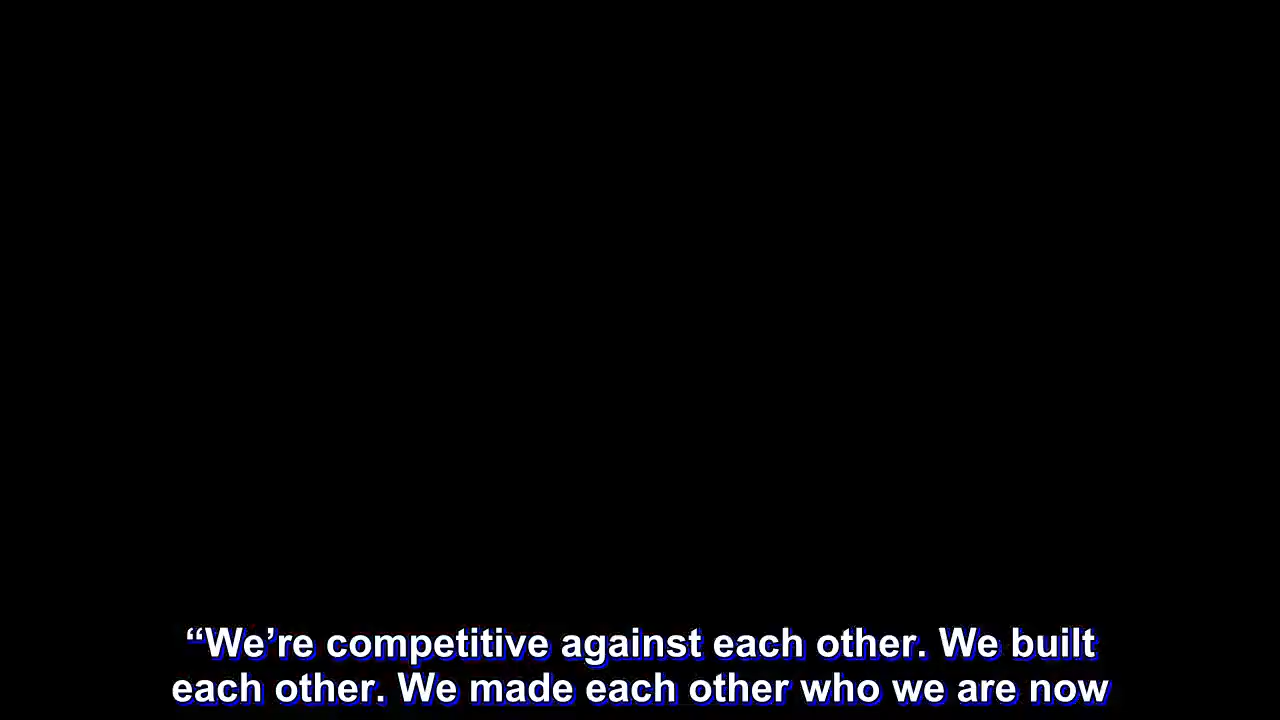 “We’re competitive against each other. We built
each other. We made each other who we are now